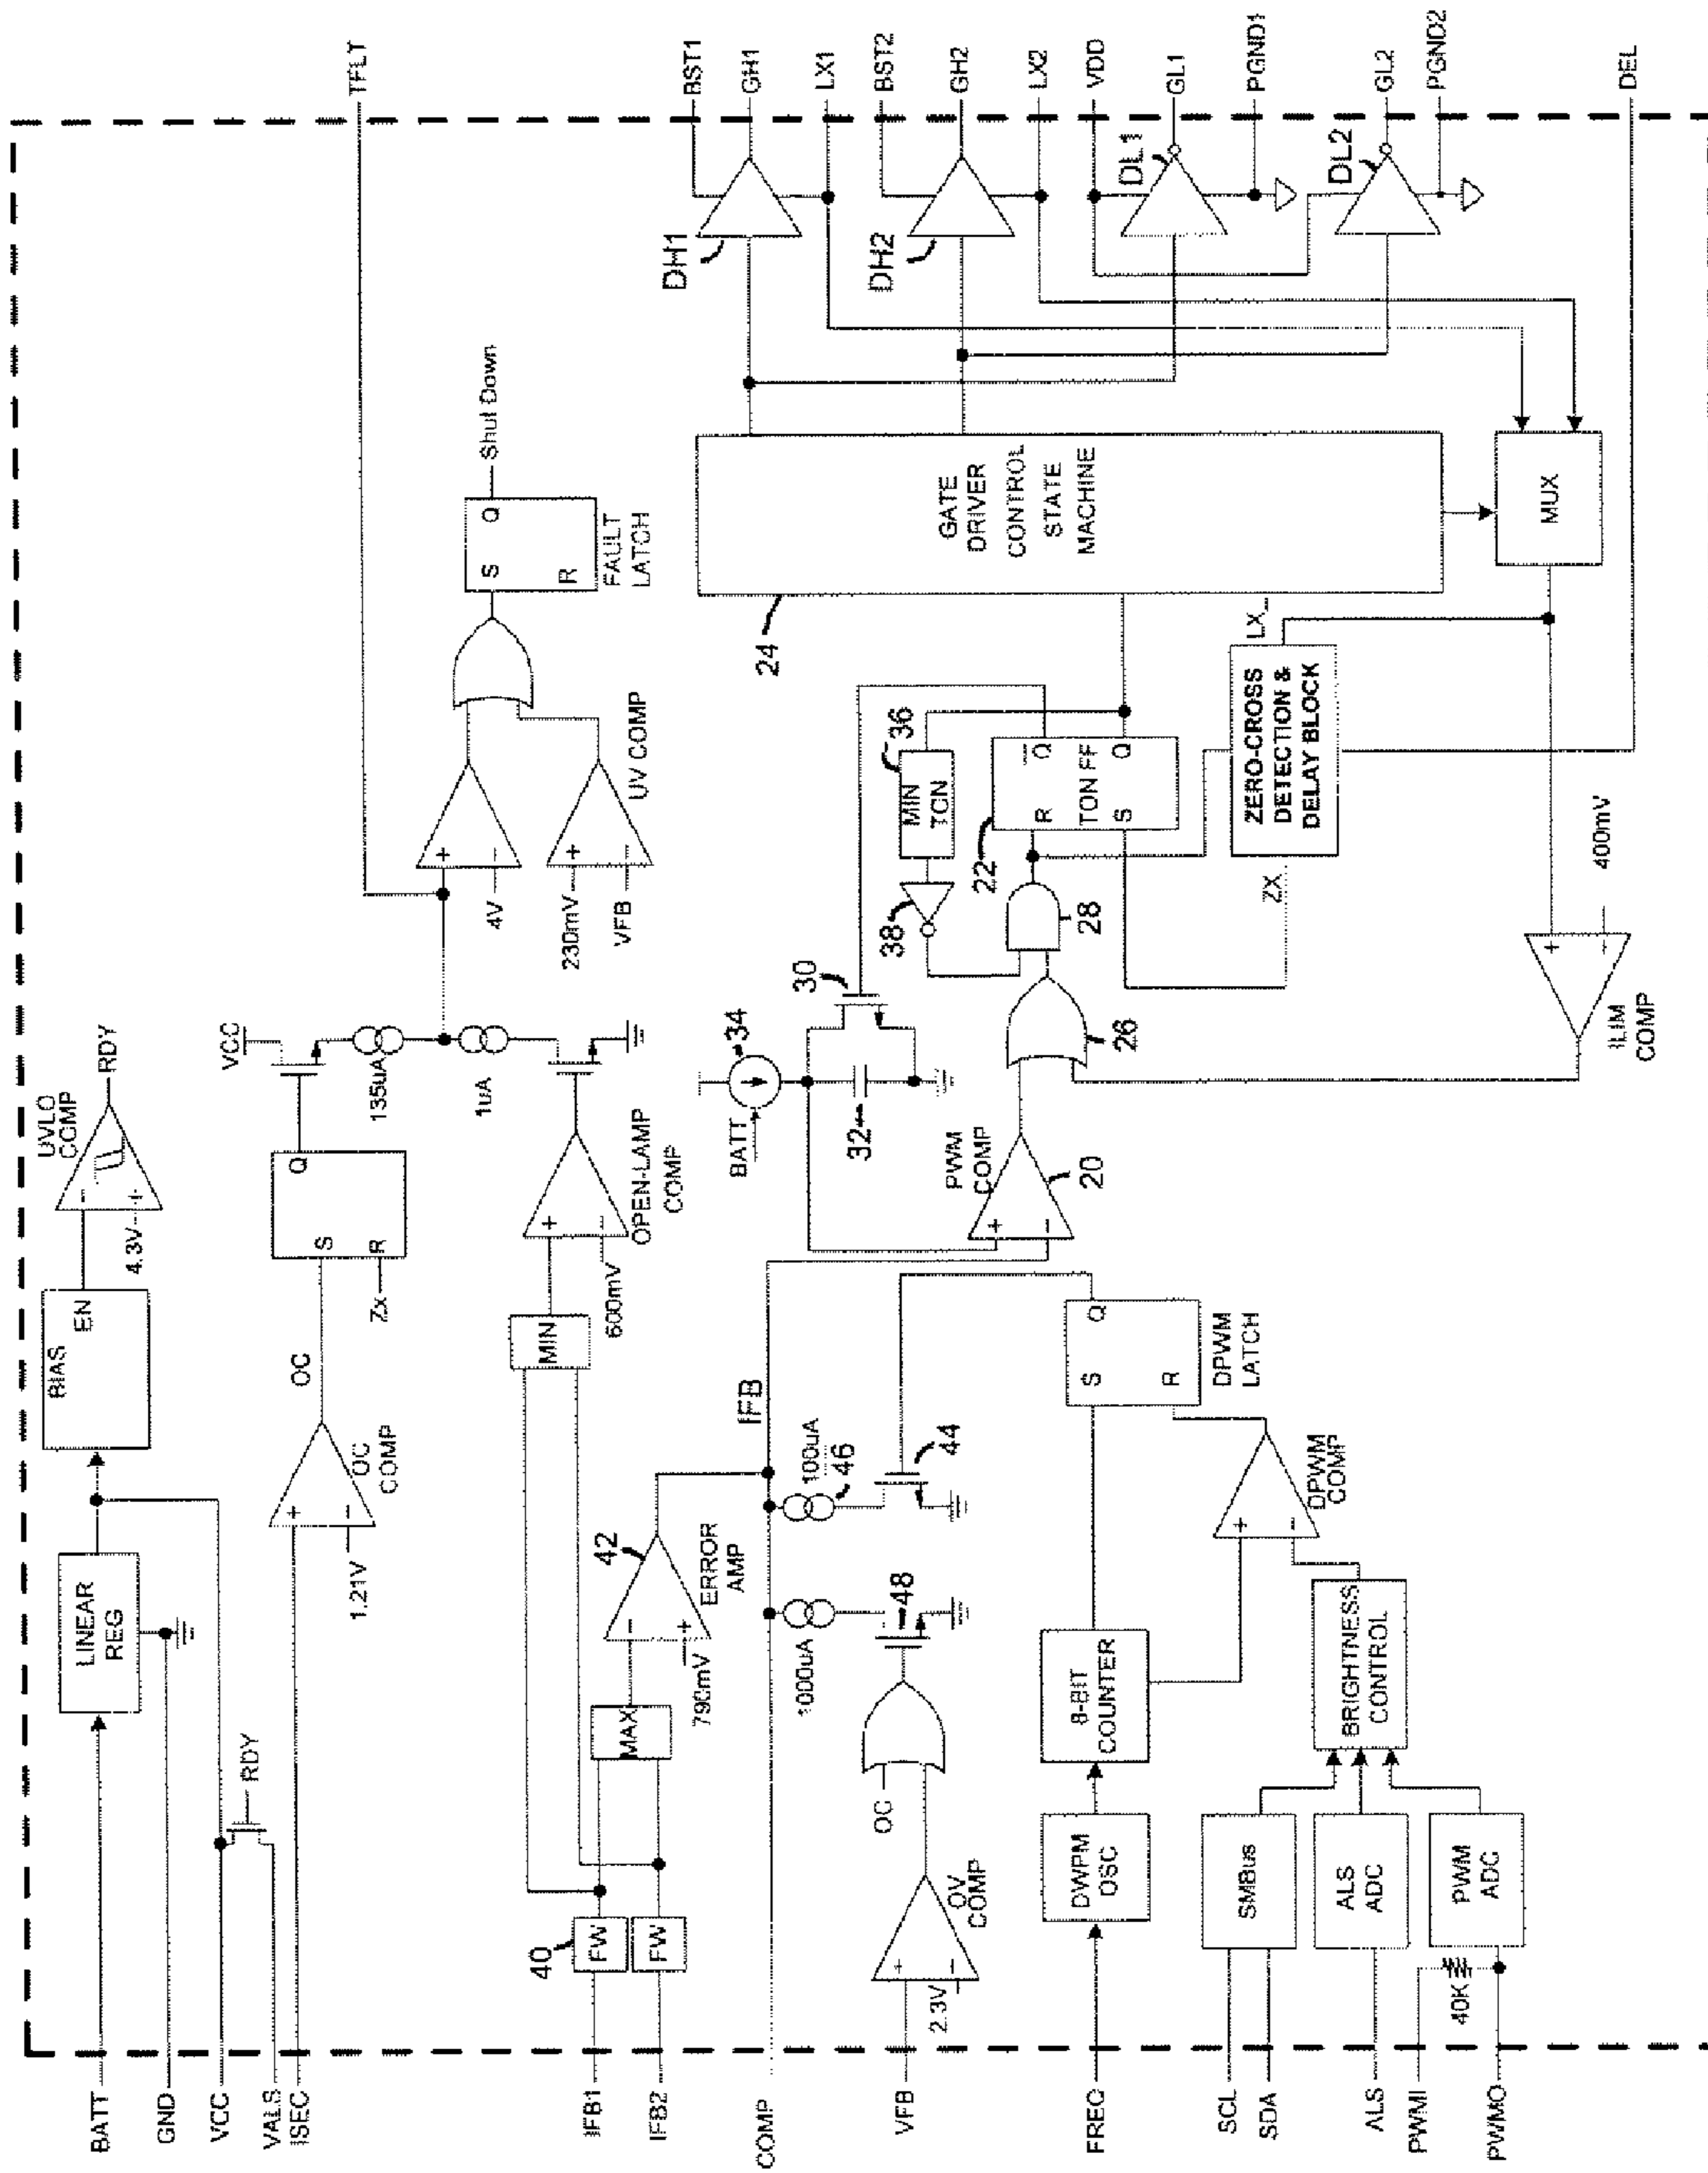 BATT
GND
VCC
VALS
ISEC
IFB1
IFB2
COMP
VFB
FREQ
SCL
SDA
ALS
PWMI
PWMO
LINEAR
REG
BIAS
EN
4.3V
UVLO
COMP
RDY
RDY
1.21V
OC
COMP
OC
S
R
Q
Zx
VCC
135uA
1uA
40
FW
FW
MAX
MIN
790mV
42
ERROR
AMP
600mV
OPEN-LAMP
COMP
IFB
1000uA
48
100uA
46
44
OC
2.3V
OV
COMP
DWPM
OSC
8-BIT
COUNTER
S
R
Q
DPWM
LATCH
DPWM
COMP
SMBus
ALS
ADC
PWM
ADC
40K
BRIGHTNESS
CONTROL
TFLT
4V
230mV
VFB
UV COMP
S
R
Q
FAULT
LATCH
Shut Down
BATT
34
30
32
PWM
COMP
20
26
28
38
MIN
TCN
36
22
R
S
TON FF
Q
Q
24
GATE
DRIVER
CONTROL
STATE
MACHINE
ZX
ZERO-CROSS
DETECTION &
DELAY BLOCK
LX_
400mV
ILIM
COMP
MUX
DH1
DH2
DL1
DL2
BST1
GH1
LX1
BST2
GH2
LX2
VDD
GL1
PGND1
GL2
PGND2
DEL